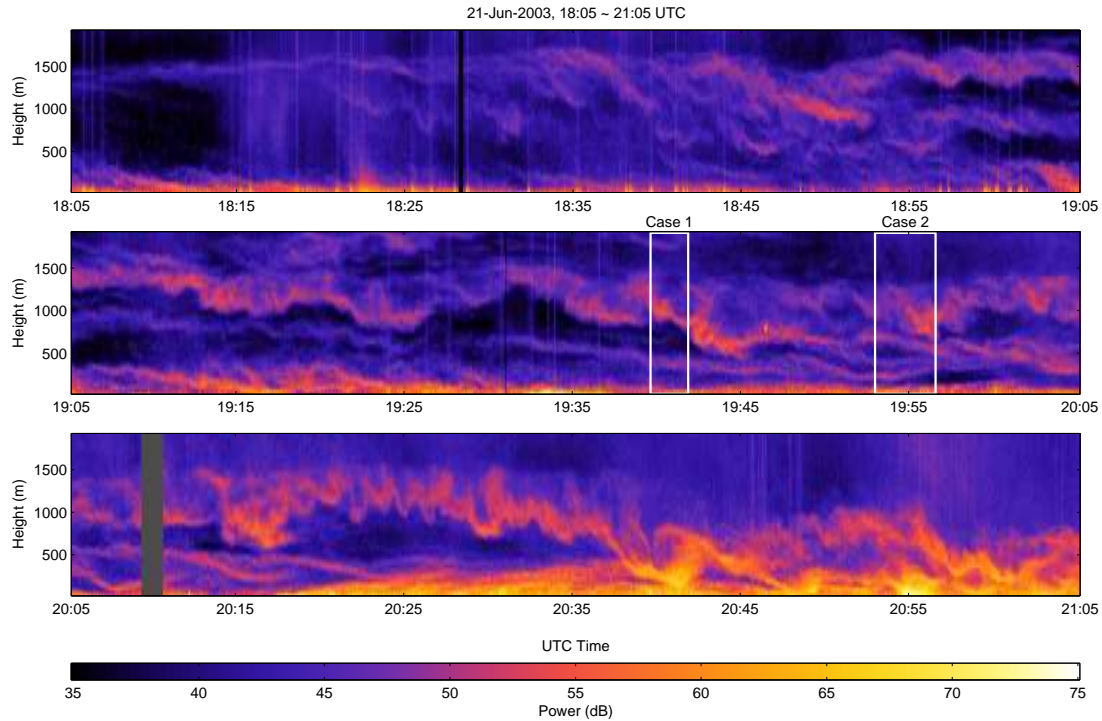 21-Jun-2003, 18:05 ~ 21:05 UTC
Height (m)
1500
1000
500
18:05 18:15 18:25 18:35 18:45 18:55 19:05
Case 1 Case 2
Height (m)
1500
1000
500
19:05 19:15 19:25 19:35 19:45 19:55 20:05
Height (m)
1500
1000
500
20:05 20:15 20:25 20:35 20:45 20:55 21:05
UTC Time
35 40 45 50 55 60 65 70 75
Power (dB)